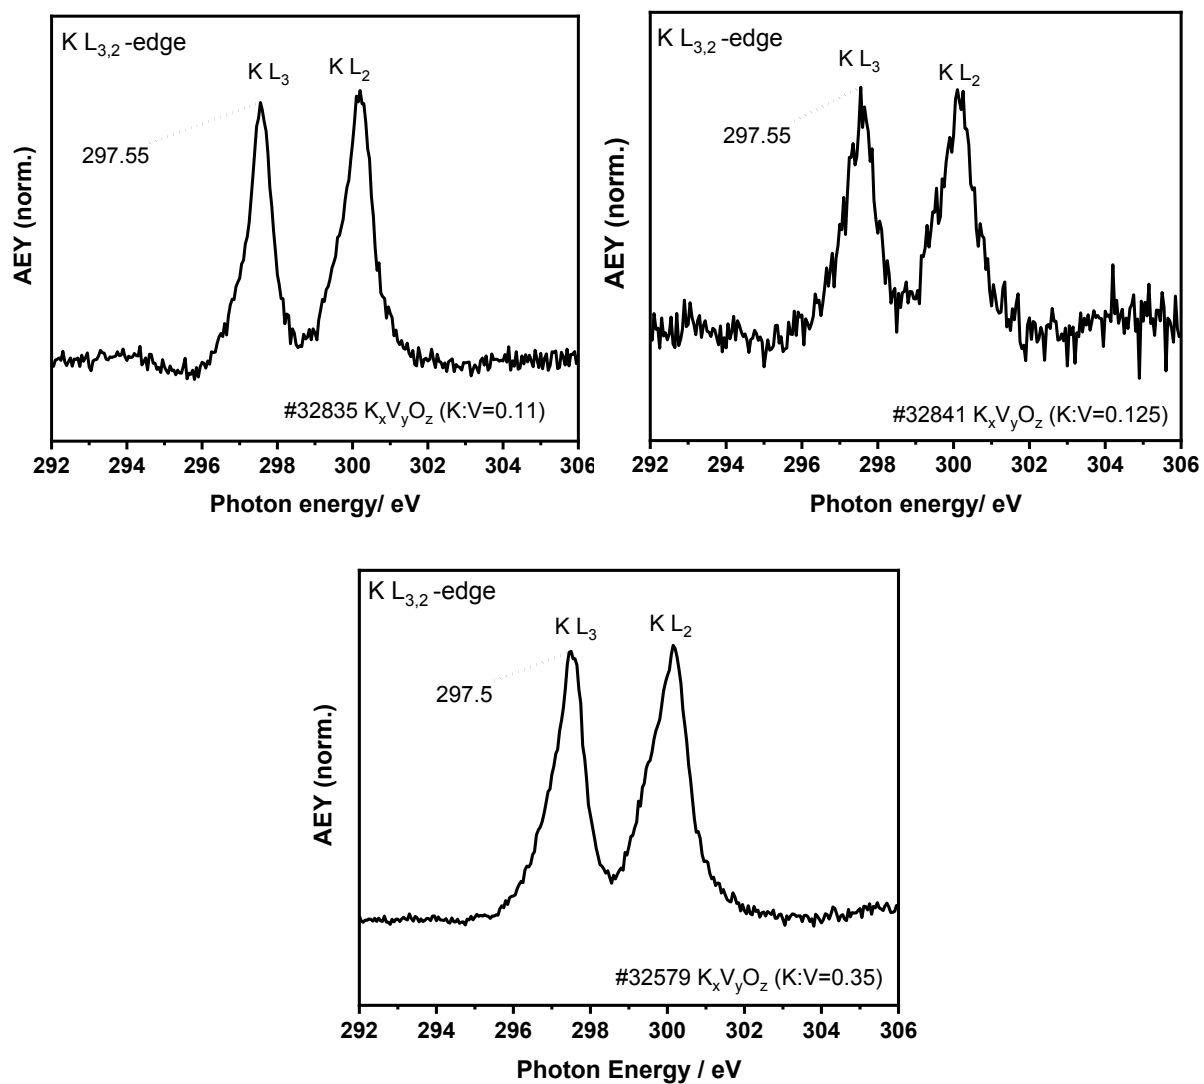 K L3,2 -edge
K L3
K L2
297.55
AEY (norm.)
#32835 KxVyOz (K:V=0.11)
292 294 296 298 300 302 304 306
Photon energy/ eV
K L3,2 -edge
K L3
K L2
297.55
AEY (norm.)
#32841 KxVyOz (K:V=0.125)
292 294 296 298 300 302 304 306
Photon energy/ eV
K L3,2 -edge
K L3
K L2
297.5
AEY (norm.)
#32579 KxVyOz (K:V=0.35)
292 294 296 298 300 302 304 306
Photon Energy / eV